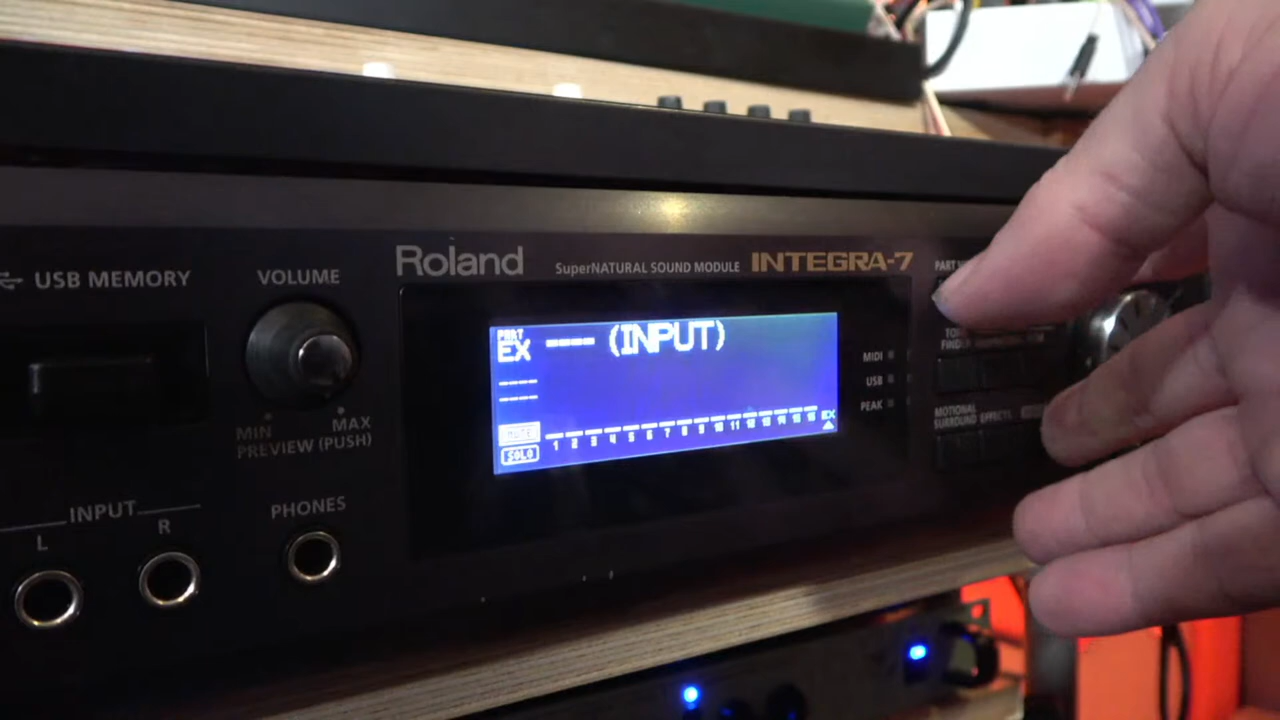 USB MEMORY
VOLUME
MIN
MAX
PREVIEW (PUSH)
INPUT
L
R
PHONES
Roland
SuperNATURAL SOUND MODULE
INTEGRA-7
PART
EX ---- (INPUT)
----
----
MUTE
SOLO
1 2 3 4 5 6 7 8 9 10 11 12 13 14 15 16 EX
MIDI
USB
PEAK
PART
MOTIONAL
SURROUND
EFFECTS